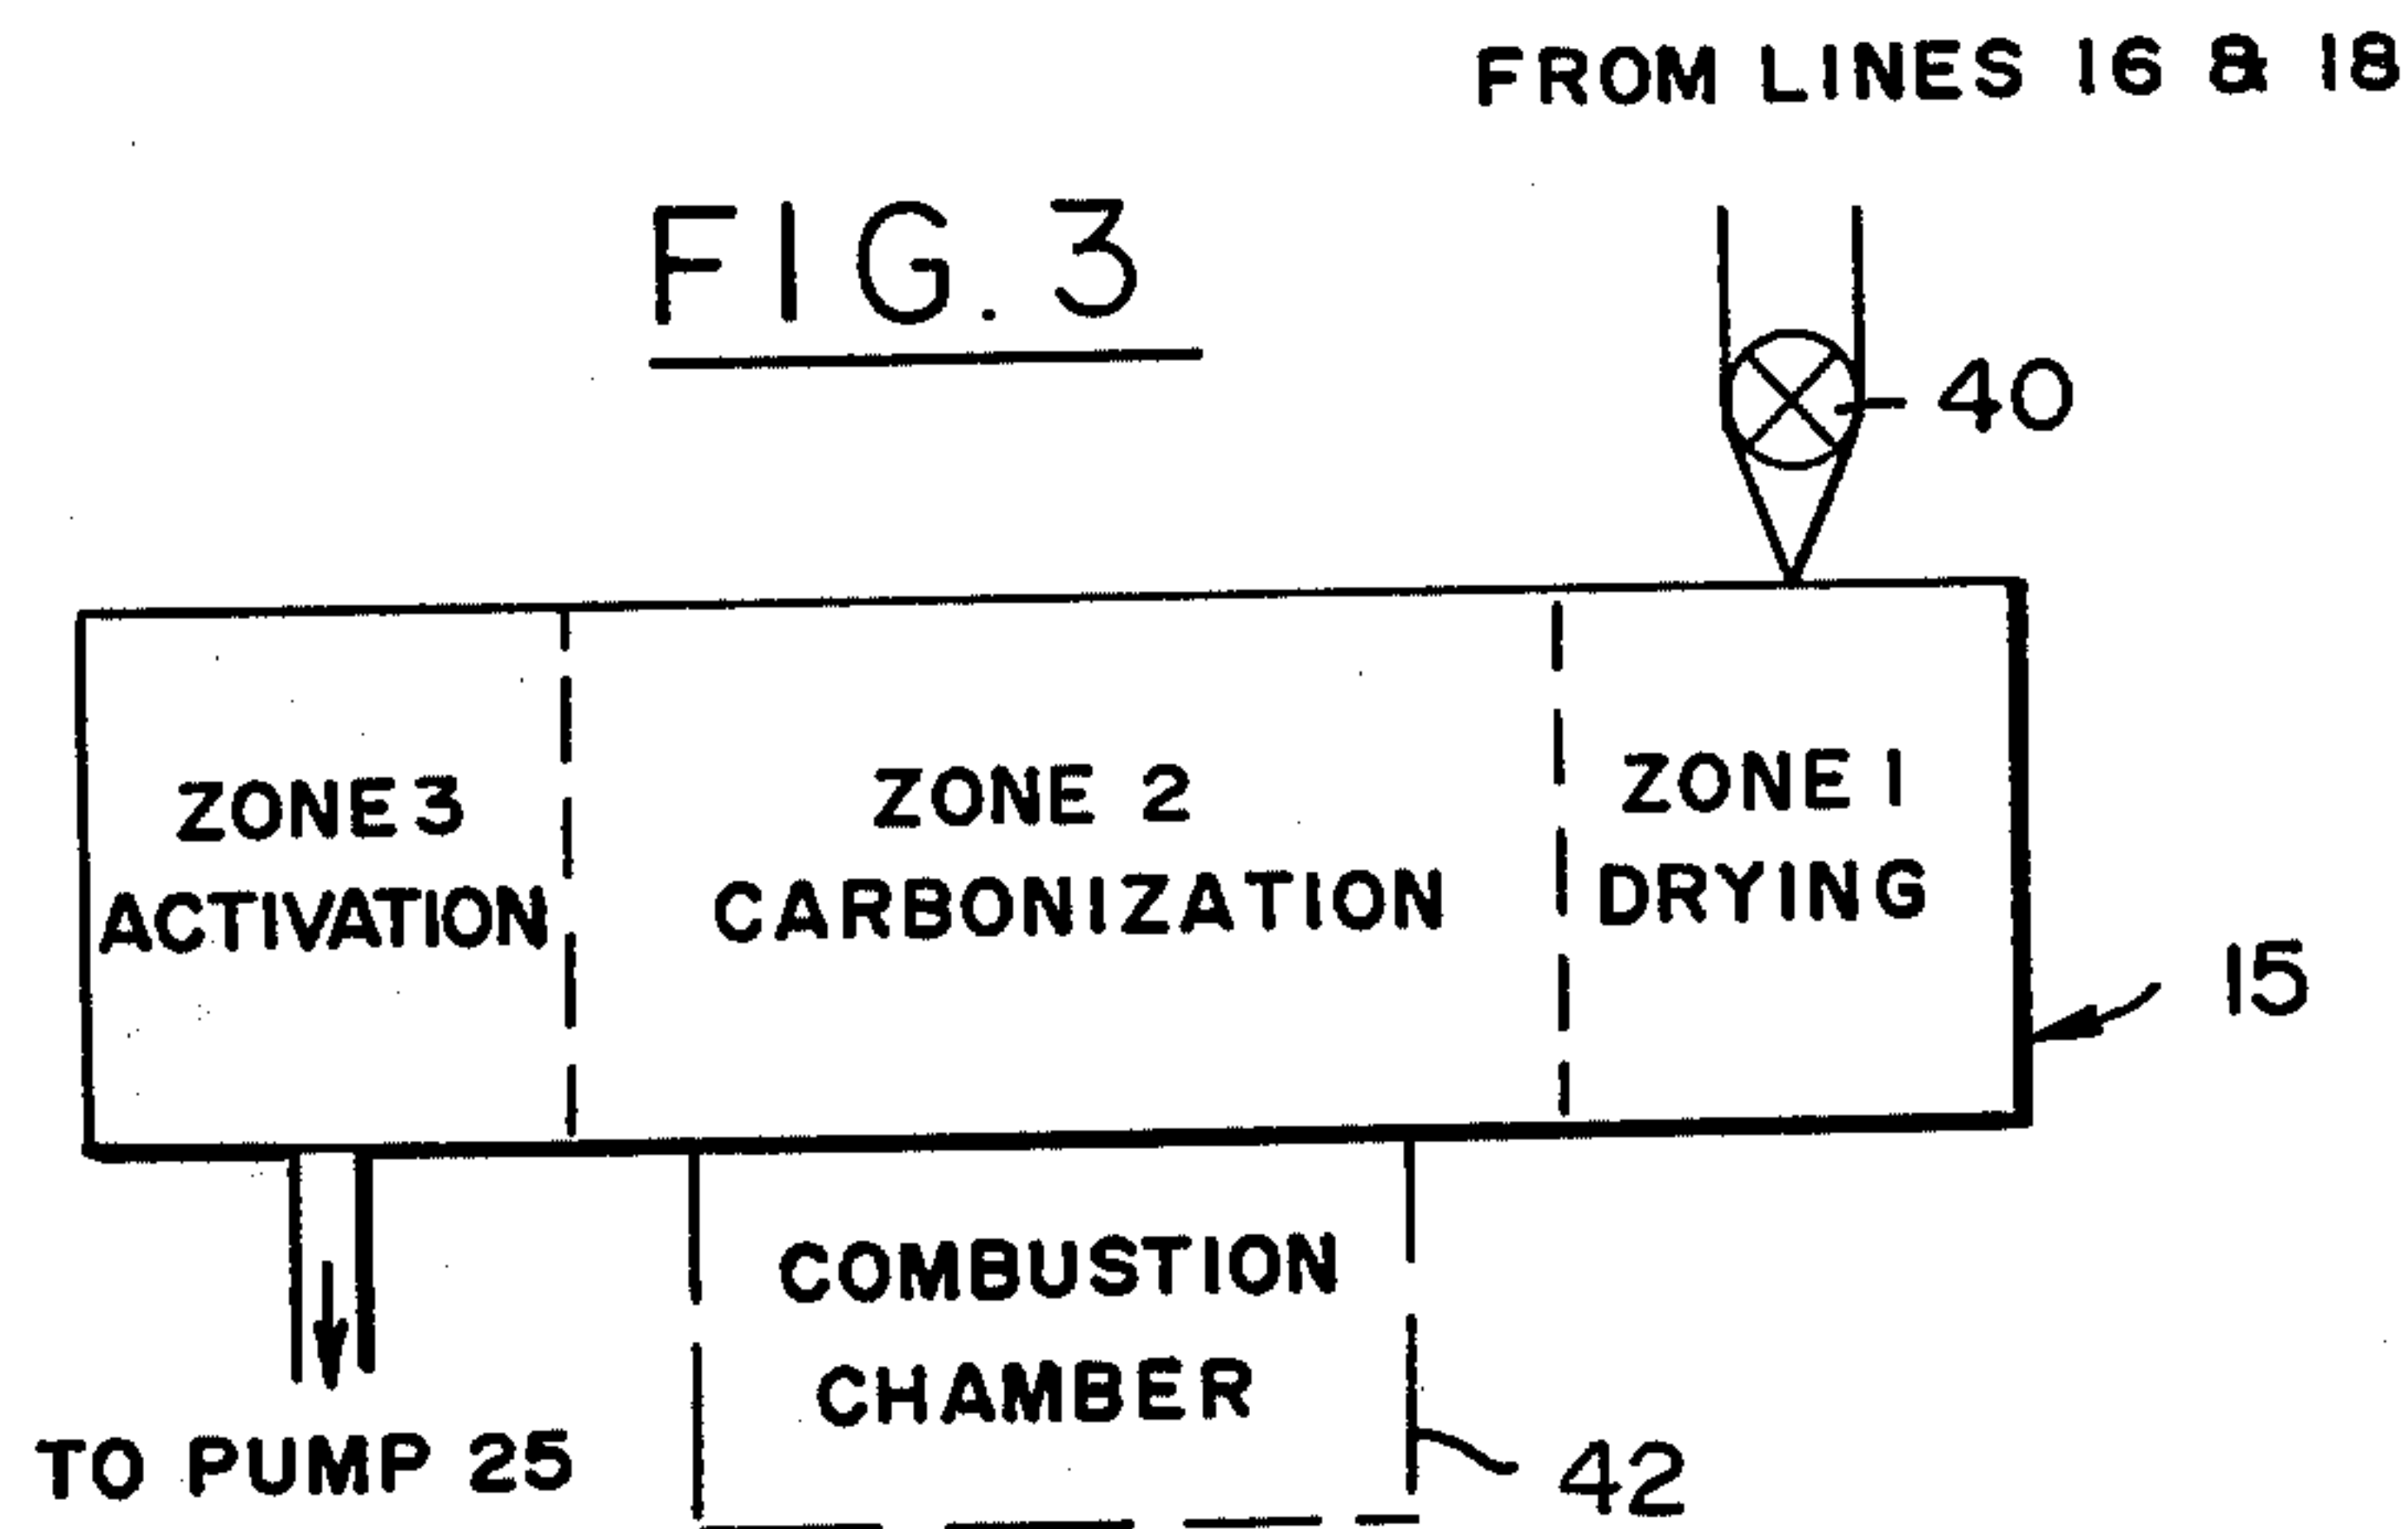 FROM LINES 16 & 18
FIG. 3
40
ZONE 3
ACTIVATION
ZONE 2
CARBONIZATION
ZONE 1
DRYING
15
COMBUSTION
CHAMBER
TO PUMP 25
42